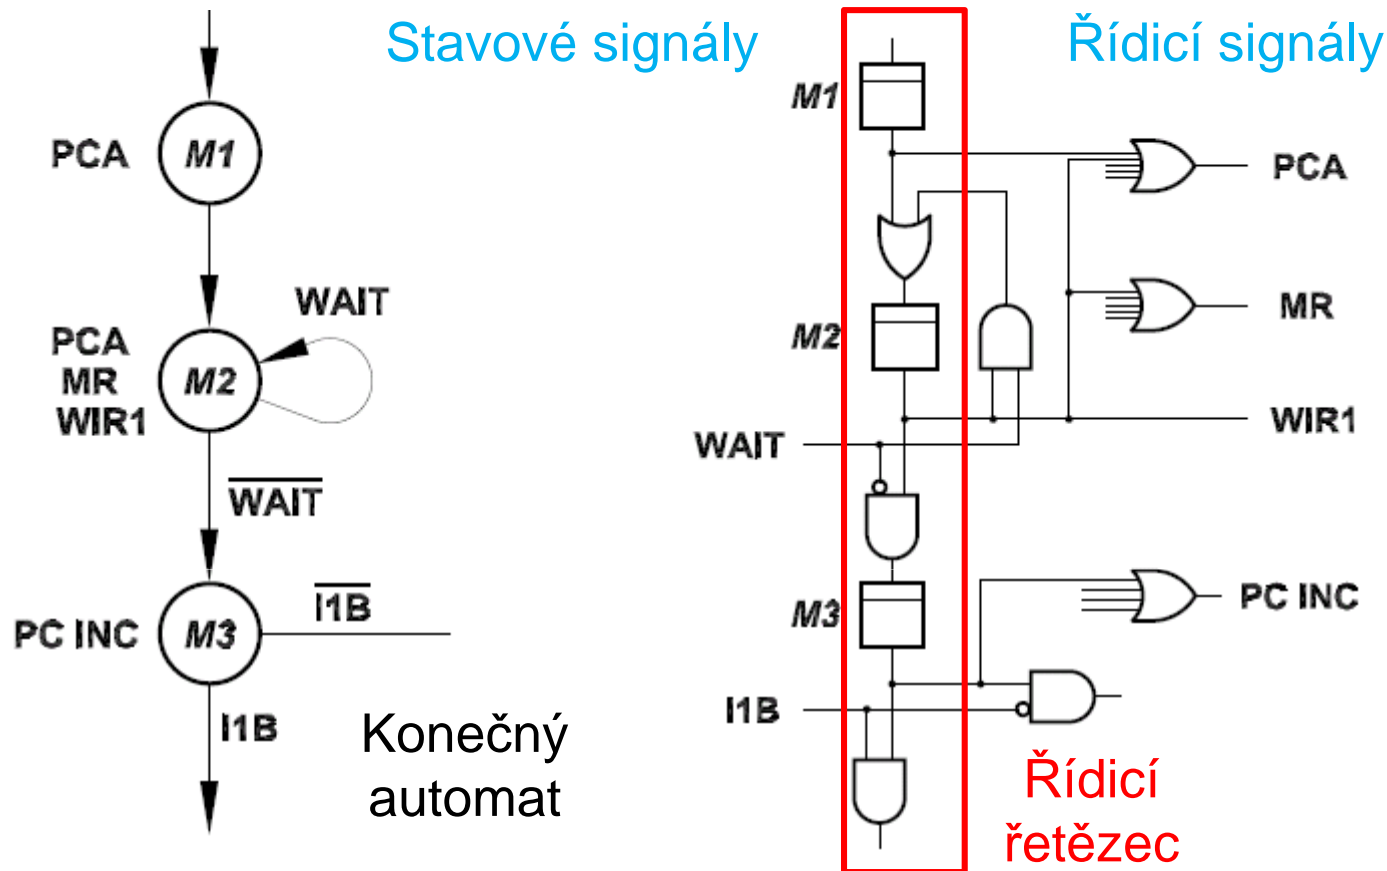 Stavové signály
Řídicí signály
PCA
M1
WAIT
PCA
MR
WIR1
M2
WAIT
PC INC
M3
I1B
I1B
Konečný
automat
M1
PCA
M2
MR
WAIT
WIR1
M3
PC INC
I1B
Řídicí
řetězec